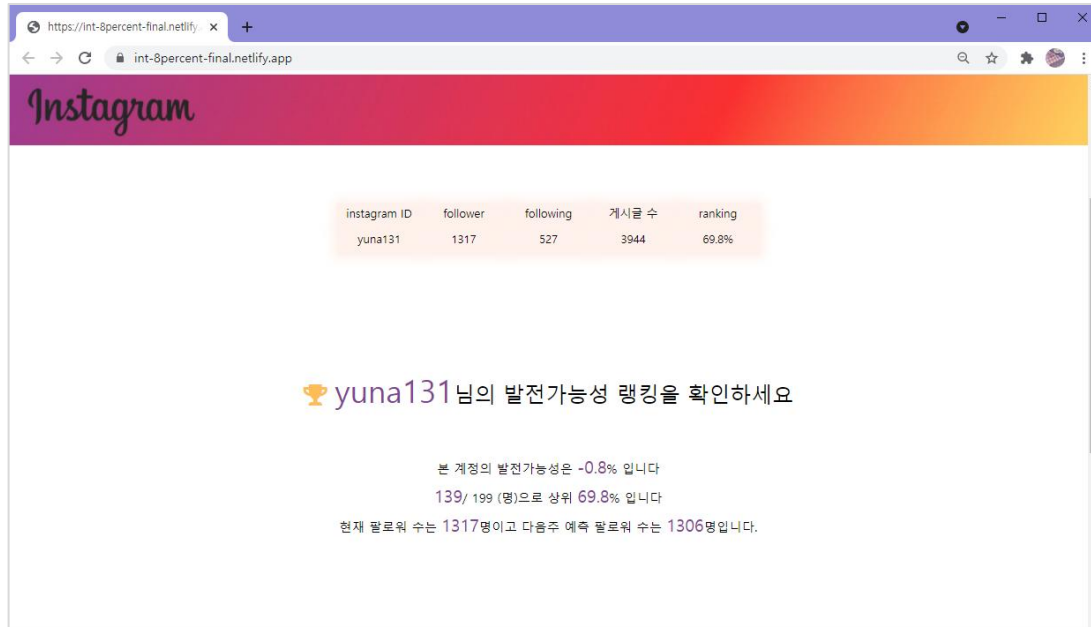 https://int-8percent-final.netlify.
int-8percent-final.netlify.app
Instagram
instagram ID follower following 게시글 수 ranking
yuna131 1317 527 3944 69.8%
yuna131님의 발전가능성 랭킹을 확인하세요
본 계정의 발전가능성은 -0.8% 입니다
139/ 199 (명)으로 상위 69.8% 입니다
현재 팔로워 수는 1317명이고 다음주 예측 팔로워 수는 1306명입니다.